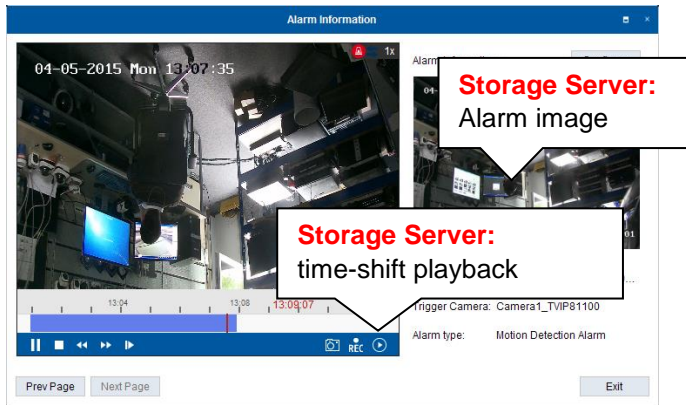 Alarm Information
1x
04-05-2015 Mon 13:07:35
Storage Server:
Alarm image
Storage Server:
time-shift playback
13:04
13:08
13:09:07
Trigger Camera: Camera1_TVIP81100
Alarm type: Motion Detection Alarm
REC
Prev Page
Next Page
Exit